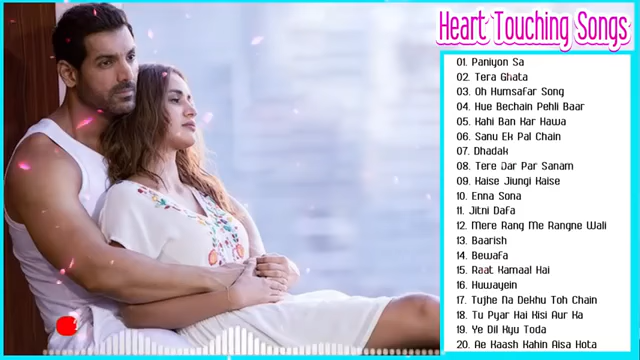 Heart Touching Songs
01. Paniyon Sa
02. Tera Ghata
03. Oh Humsafar Song
04. Hue Bechain Pehli Baar
05. Kahi Ban Kar Hawa
06. Sanu Ek Pal Chain
07. Dhadak
08. Tere Dar Par Sanam
09. Kaise Jiungi Kaise
10. Enna Sona
11. Jitni Dafa
12. Mere Rang Me Rangne Wali
13. Baarish
14. Bewafa
15. Raat Kamaal Hai
16. Huwayein
17. Tujhe Na Dekhu Toh Chain
18. Tu Pyar Hai Kisi Aur Ka
19. Ye Dil Kyu Toda
20. Ae Kaash Kahin Aisa Hota